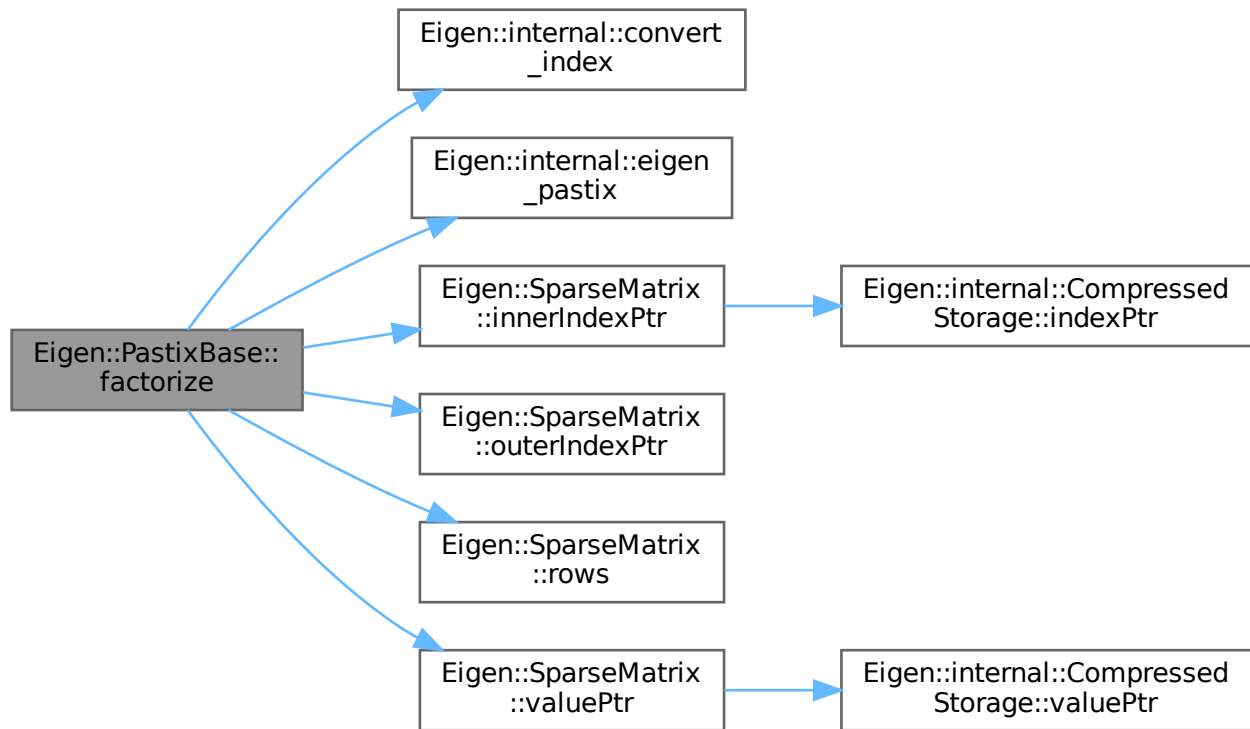 Eigen::internal::convert
_index
Eigen::internal::eigen
_pastix
Eigen::SparseMatrix
::innerIndexPtr
Eigen::internal::Compressed
Storage::indexPtr
Eigen::PastixBase::
factorize
Eigen::SparseMatrix
::outerIndexPtr
Eigen::SparseMatrix
::rows
Eigen::SparseMatrix
::valuePtr
Eigen::internal::Compressed
Storage::valuePtr